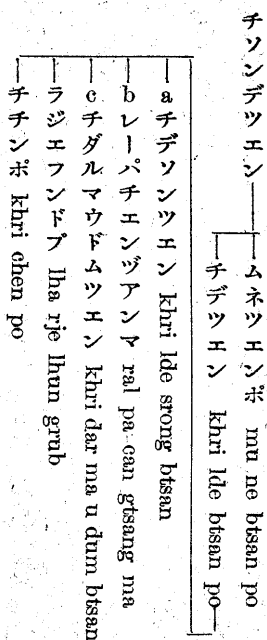 チソンデツエン
ムネツエンポ mu ne btsan po
チデツエン khri lde btsan po
a チデソンツエン khri lde srong btsan
b レーパチエンヅアンマ ral pa can gtsang ma
c チダルマウドムツエン khri dar ma u dum btsan
ラジエフンドプ lha rje lhun grub
チチンポ khri chen po